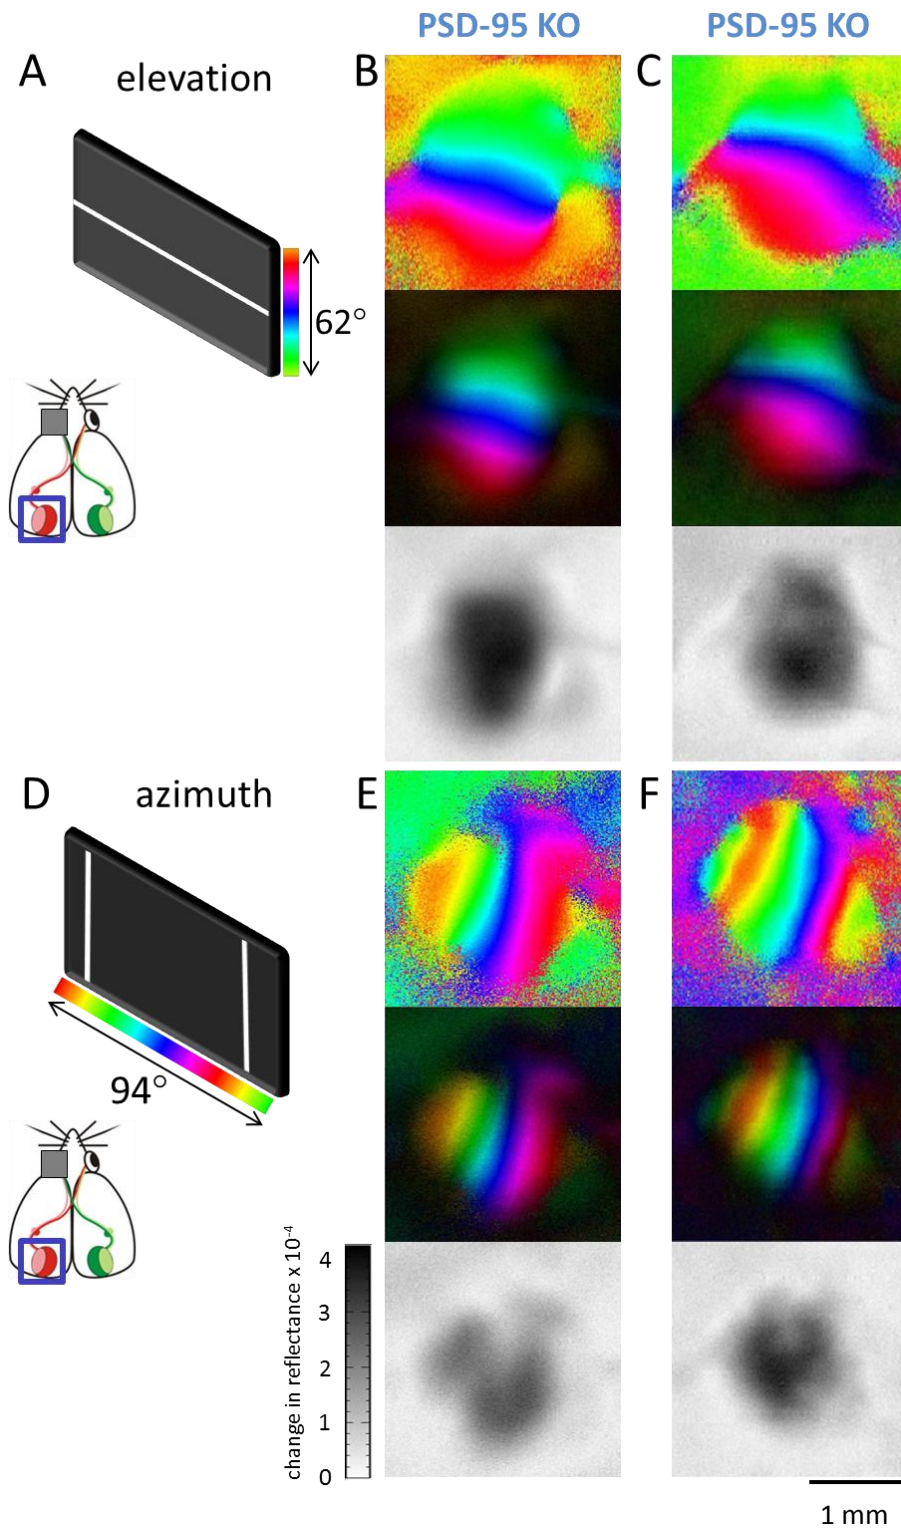 PSD-95 KO
PSD-95 KO
A
elevation
B
C
62°
D
azimuth
E
F
94°
change in reflectance x 10⁻⁴
4
3
2
1
0
1 mm